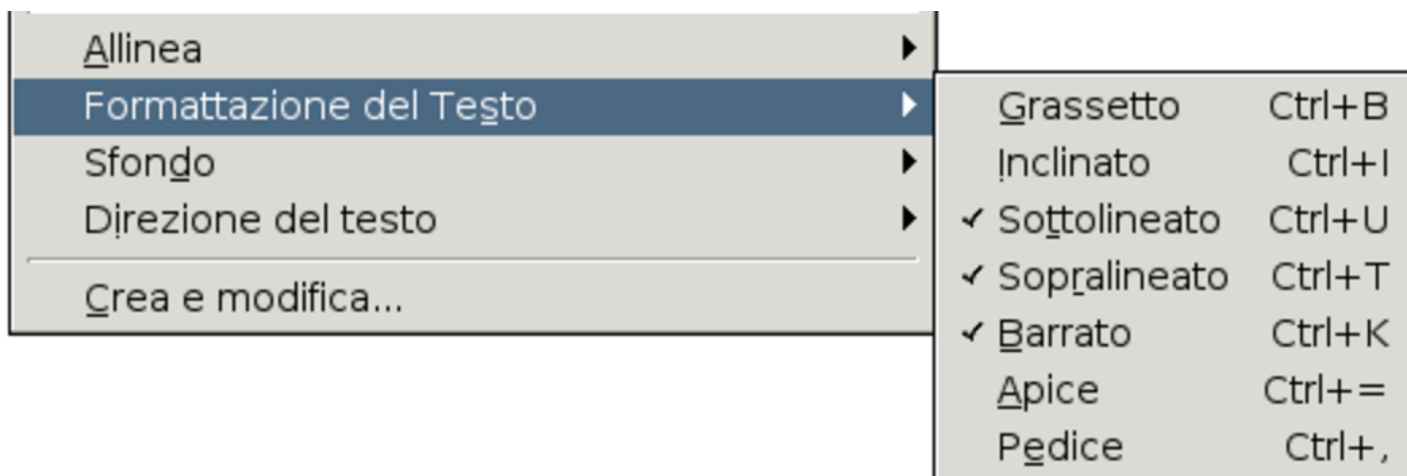 Allinea
Formattazione del Testo
Sfondo
Direzione del testo
Crea e modifica...
Grassetto Ctrl+B
Inclinato Ctrl+I
Sottolineato Ctrl+U
Sopralineato Ctrl+T
Barrato Ctrl+K
Apice Ctrl+=
Pedice Ctrl+,